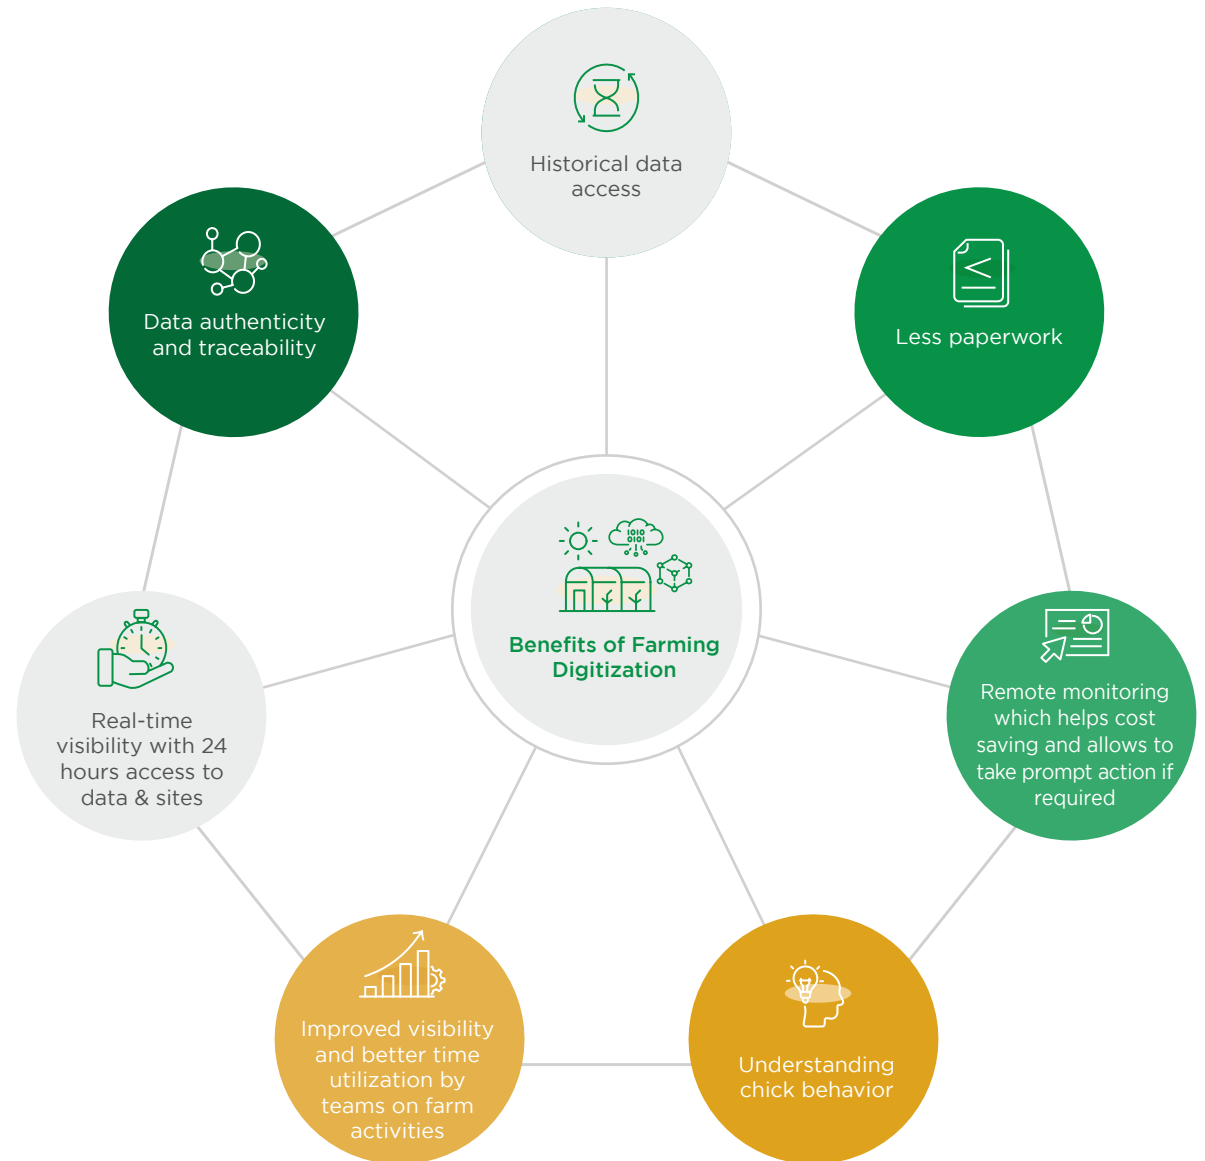 Historical data
access
Less paperwork
Remote monitoring
which helps cost
saving and allows to
take prompt action if
required
Understanding
chick behavior
Improved visibility
and better time
utilization by
teams on farm
activities
Real-time
visibility with 24
hours access to
data & sites
Data authenticity
and traceability
0101
0101
Benefits of Farming
Digitization